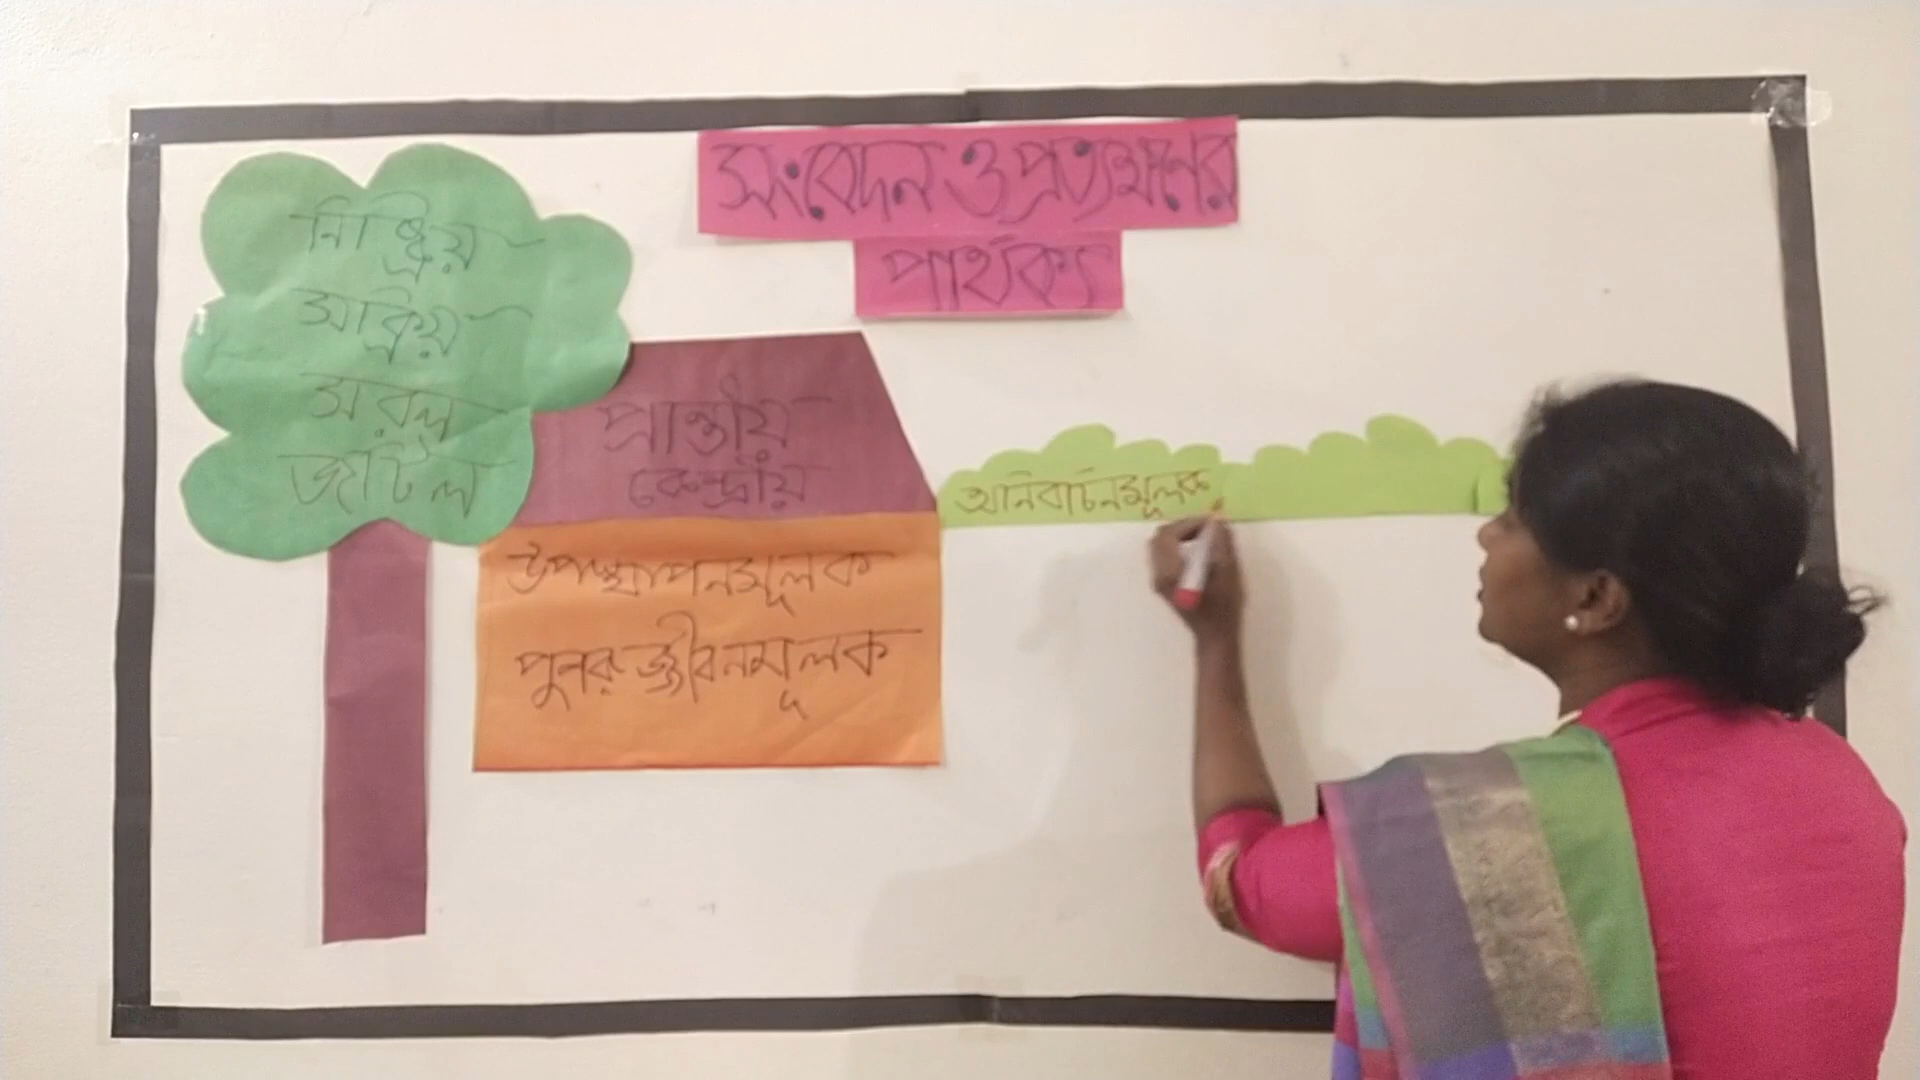 সংবেদন ও প্রত্যক্ষণের
পার্থক্য
নিষ্ক্রিয়
সক্রিয়
সরল
জটিল
প্রান্তীয়
কেন্দ্রীয়
উপস্থাপনমূলক
পুনরুজ্জীবনমূলক
অনির্বাচনমূলক